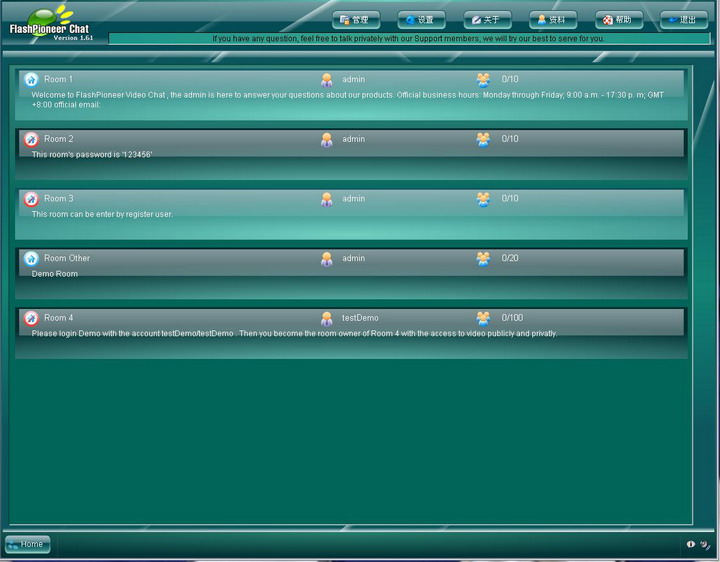 FlashPioneer Chat
Version 1.61
管理 设置 关于 资料 帮助 退出
If you have any question, feel free to talk privately with our Support members, we will try our best to serve for you.
Room 1 admin 0/10
Welcome to FlashPioneer Video Chat , the admin is here to answer your questions about our products. Official business hours: Monday through Friday, 9:00 a.m. - 17:30 p. m; GMT
+8:00 official email:
Room 2 admin 0/10
This room's password is '123456'
Room 3 admin 0/10
This room can be enter by register user.
Room Other admin 0/20
Demo Room
Room 4 testDemo 0/100
Please login Demo with the account testDemo/testDemo . Then you become the room owner of Room 4 with the access to video publicly and privatly.
Home